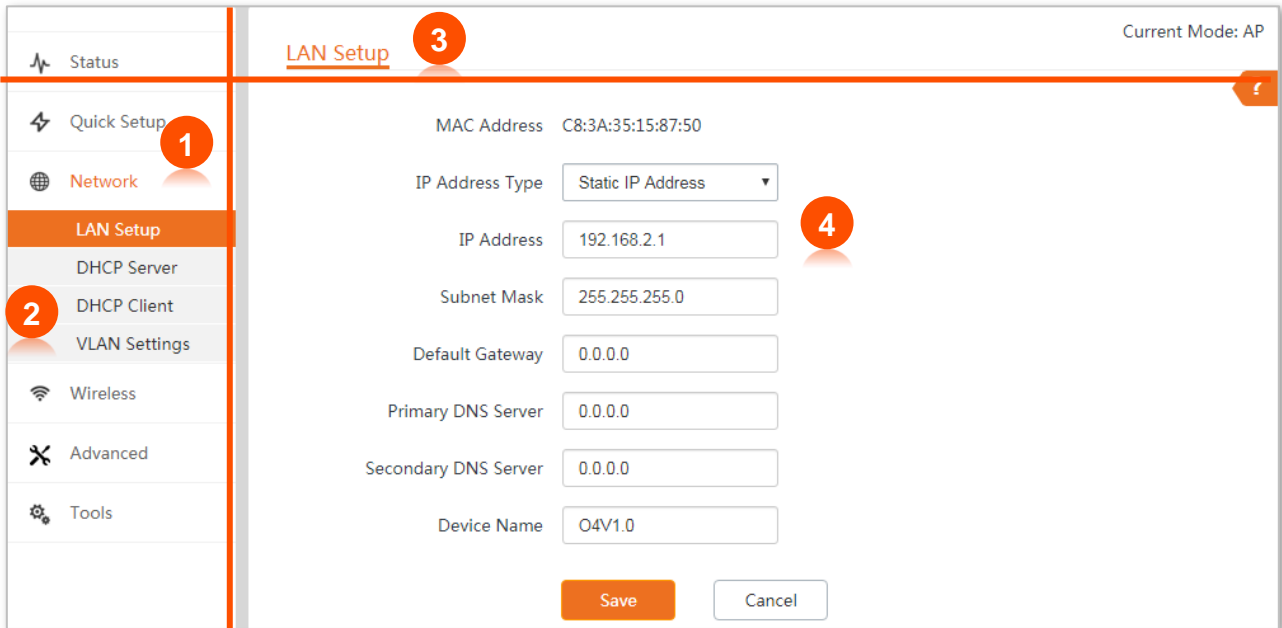 Current Mode: AP
LAN Setup
3
Status
?
Quick Setup
1
Network
LAN Setup
DHCP Server
2
DHCP Client
VLAN Settings
Wireless
Advanced
Tools
MAC Address C8:3A:35:15:87:50
IP Address Type Static IP Address
4
IP Address 192.168.2.1
Subnet Mask 255.255.255.0
Default Gateway 0.0.0.0
Primary DNS Server 0.0.0.0
Secondary DNS Server 0.0.0.0
Device Name O4V1.0
Save Cancel